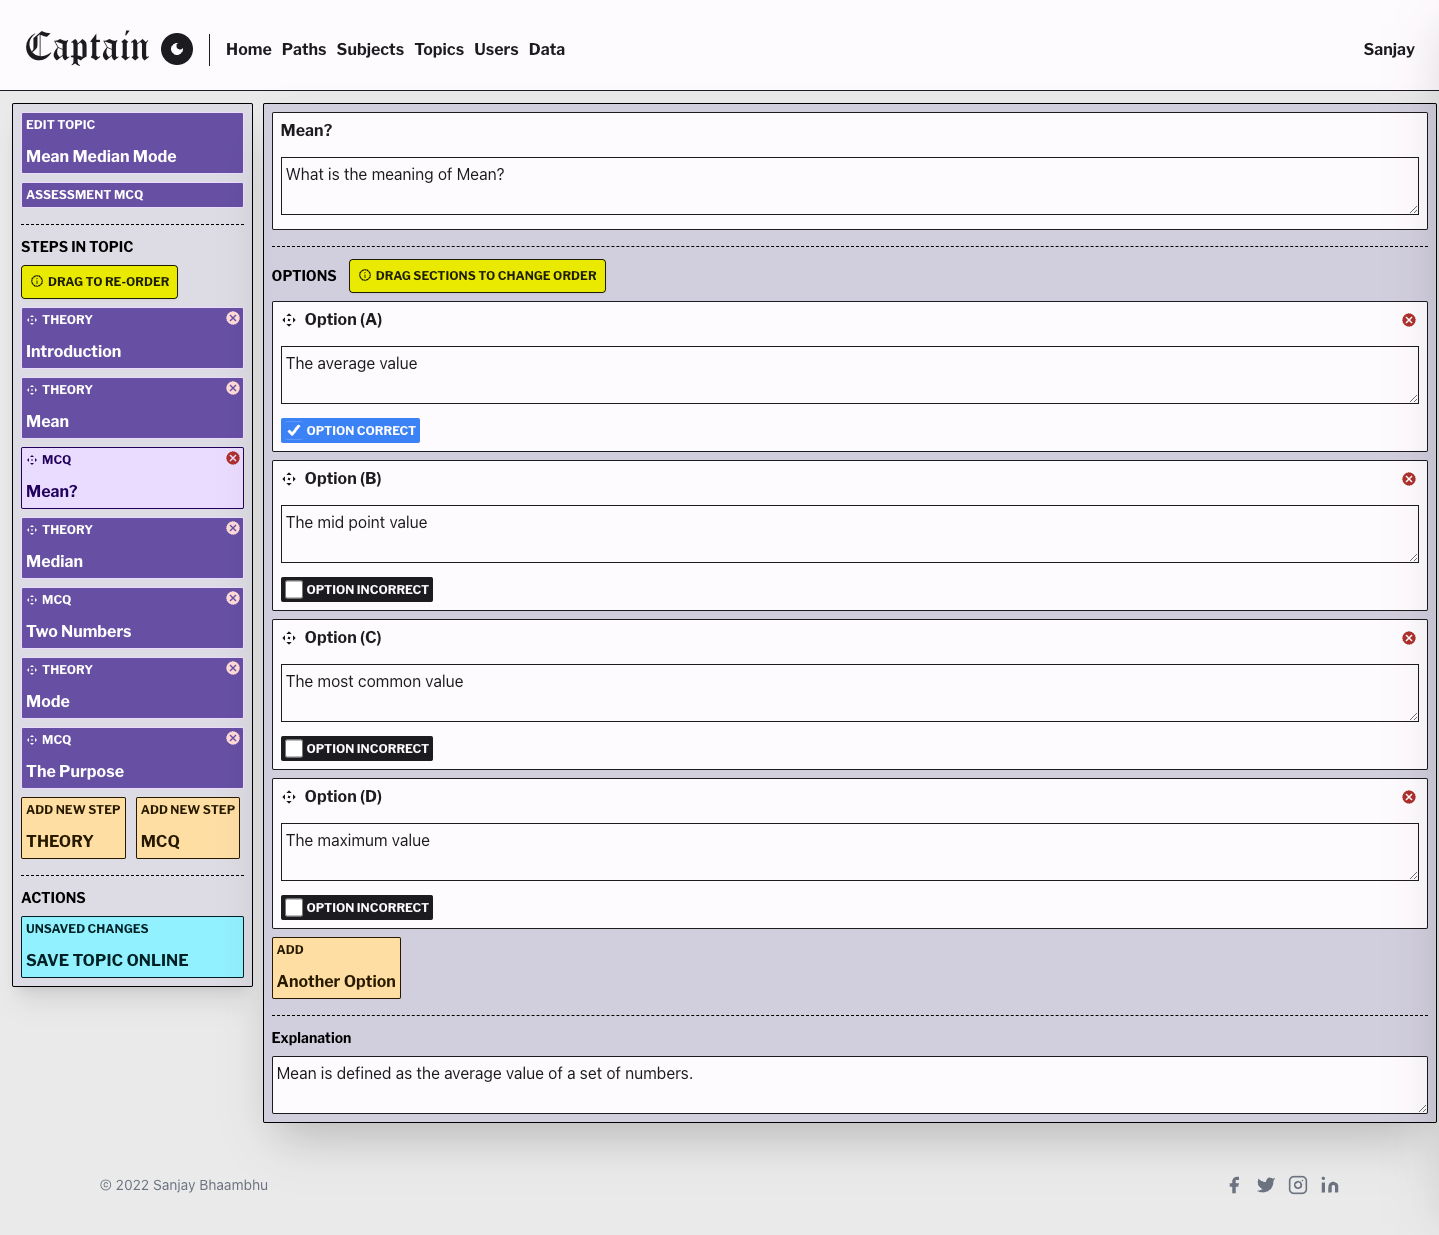 Captain
Home Paths Subjects Topics Users Data
Sanjay
EDIT TOPIC
Mean Median Mode
ASSESSMENT MCQ
STEPS IN TOPIC
DRAG TO RE-ORDER
THEORY
Introduction
THEORY
Mean
MCQ
Mean?
THEORY
Median
MCQ
Two Numbers
THEORY
Mode
MCQ
The Purpose
ADD NEW STEP
THEORY
ADD NEW STEP
MCQ
ACTIONS
UNSAVED CHANGES
SAVE TOPIC ONLINE
Mean?
What is the meaning of Mean?
OPTIONS
DRAG SECTIONS TO CHANGE ORDER
Option (A)
The average value
OPTION CORRECT
Option (B)
The mid point value
OPTION INCORRECT
Option (C)
The most common value
OPTION INCORRECT
Option (D)
The maximum value
OPTION INCORRECT
ADD
Another Option
Explanation
Mean is defined as the average value of a set of numbers.
© 2022 Sanjay Bhaambhu